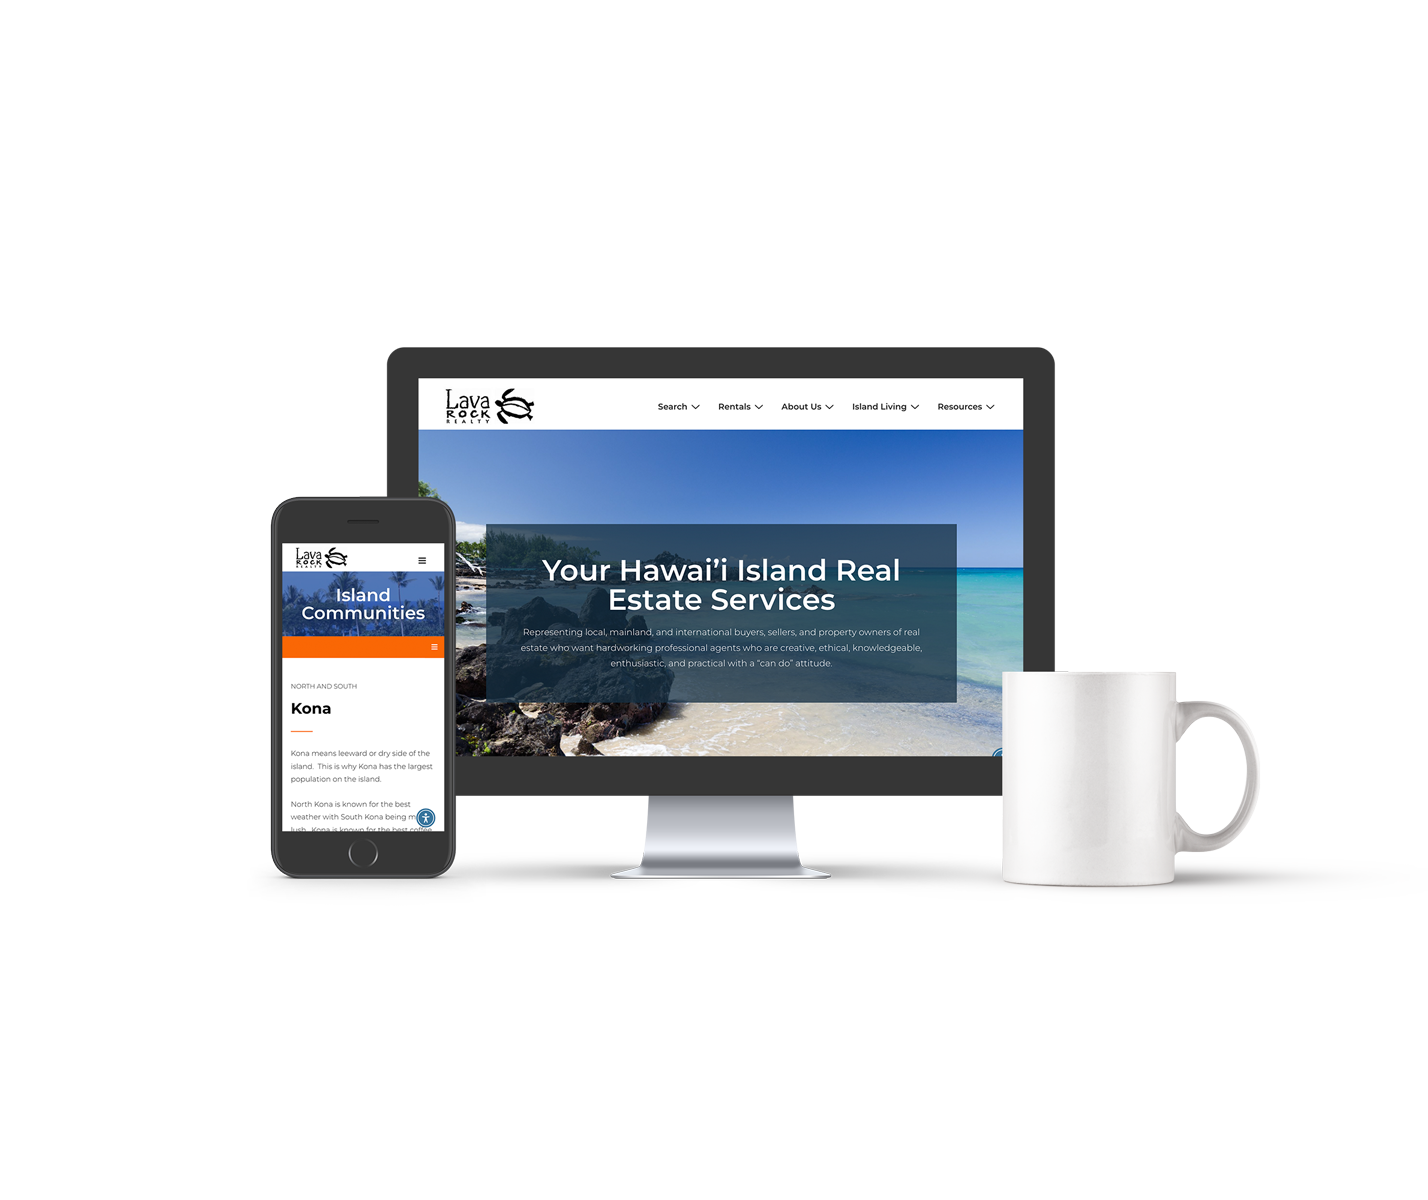 Lava
ROCK
REALTY
Search
Rentals
About Us
Island Living
Resources
Your Hawai’i Island Real
Estate Services
Representing local, mainland, and international buyers, sellers, and property owners of real
estate who want hardworking professional agents who are creative, ethical, knowledgeable,
enthusiastic, and practical with a “can do” attitude.
Lava
ROCK
REALTY
Island
Communities
NORTH AND SOUTH
Kona
Kona means leeward or dry side of the
island. This is why Kona has the largest
population on the island.
North Kona is known for the best
weather with South Kona being
lush. Kona is known for the best coffee